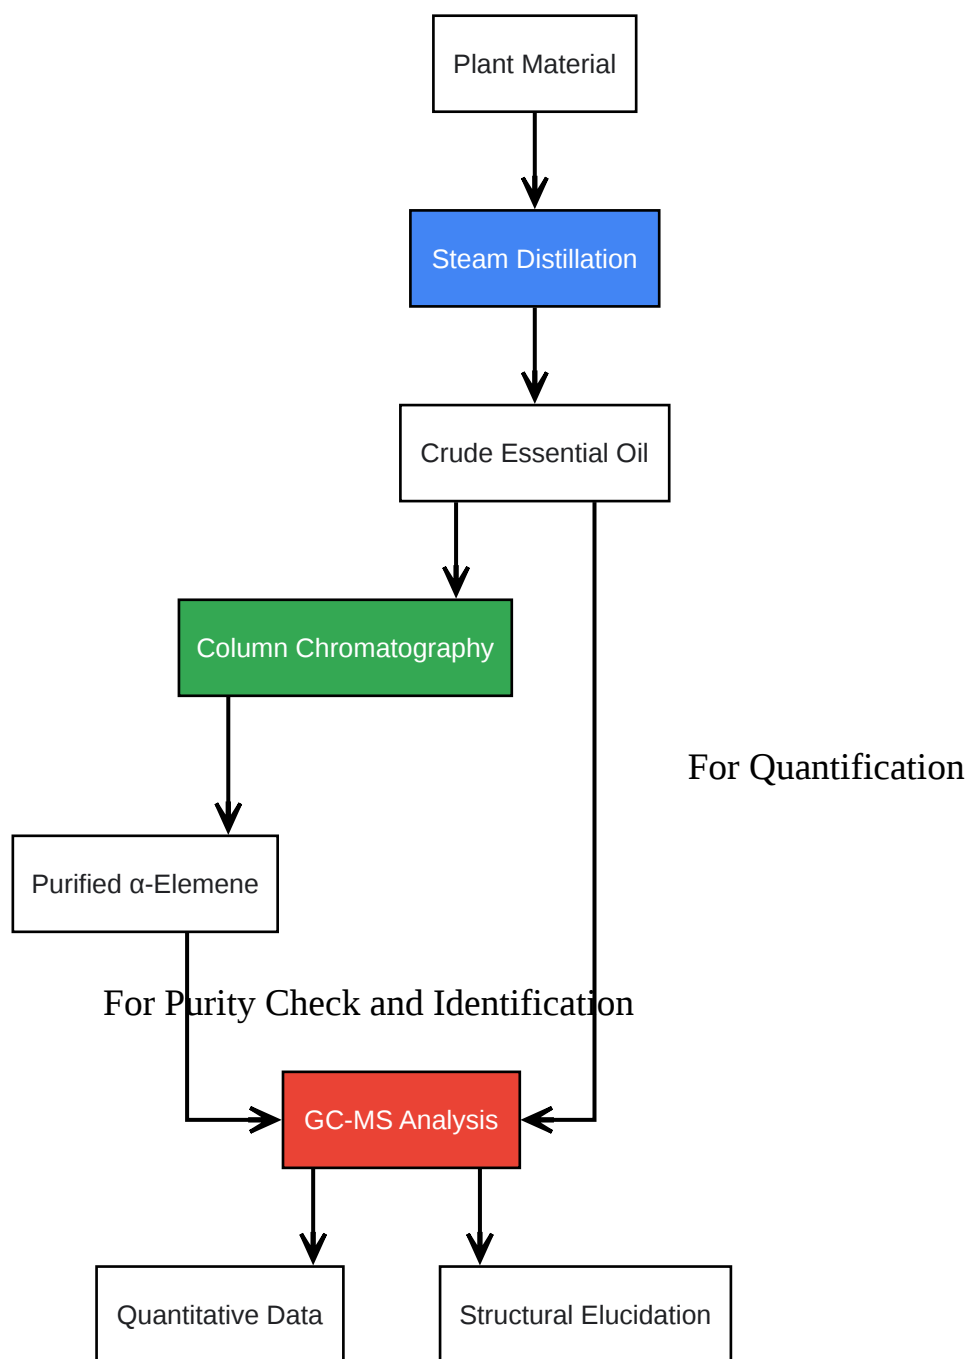 Plant Material
Steam Distillation
Crude Essential Oil
Column Chromatography
For Quantification
Purified α-Elemene
For Purity Check and Identification
GC-MS Analysis
Quantitative Data
Structural Elucidation